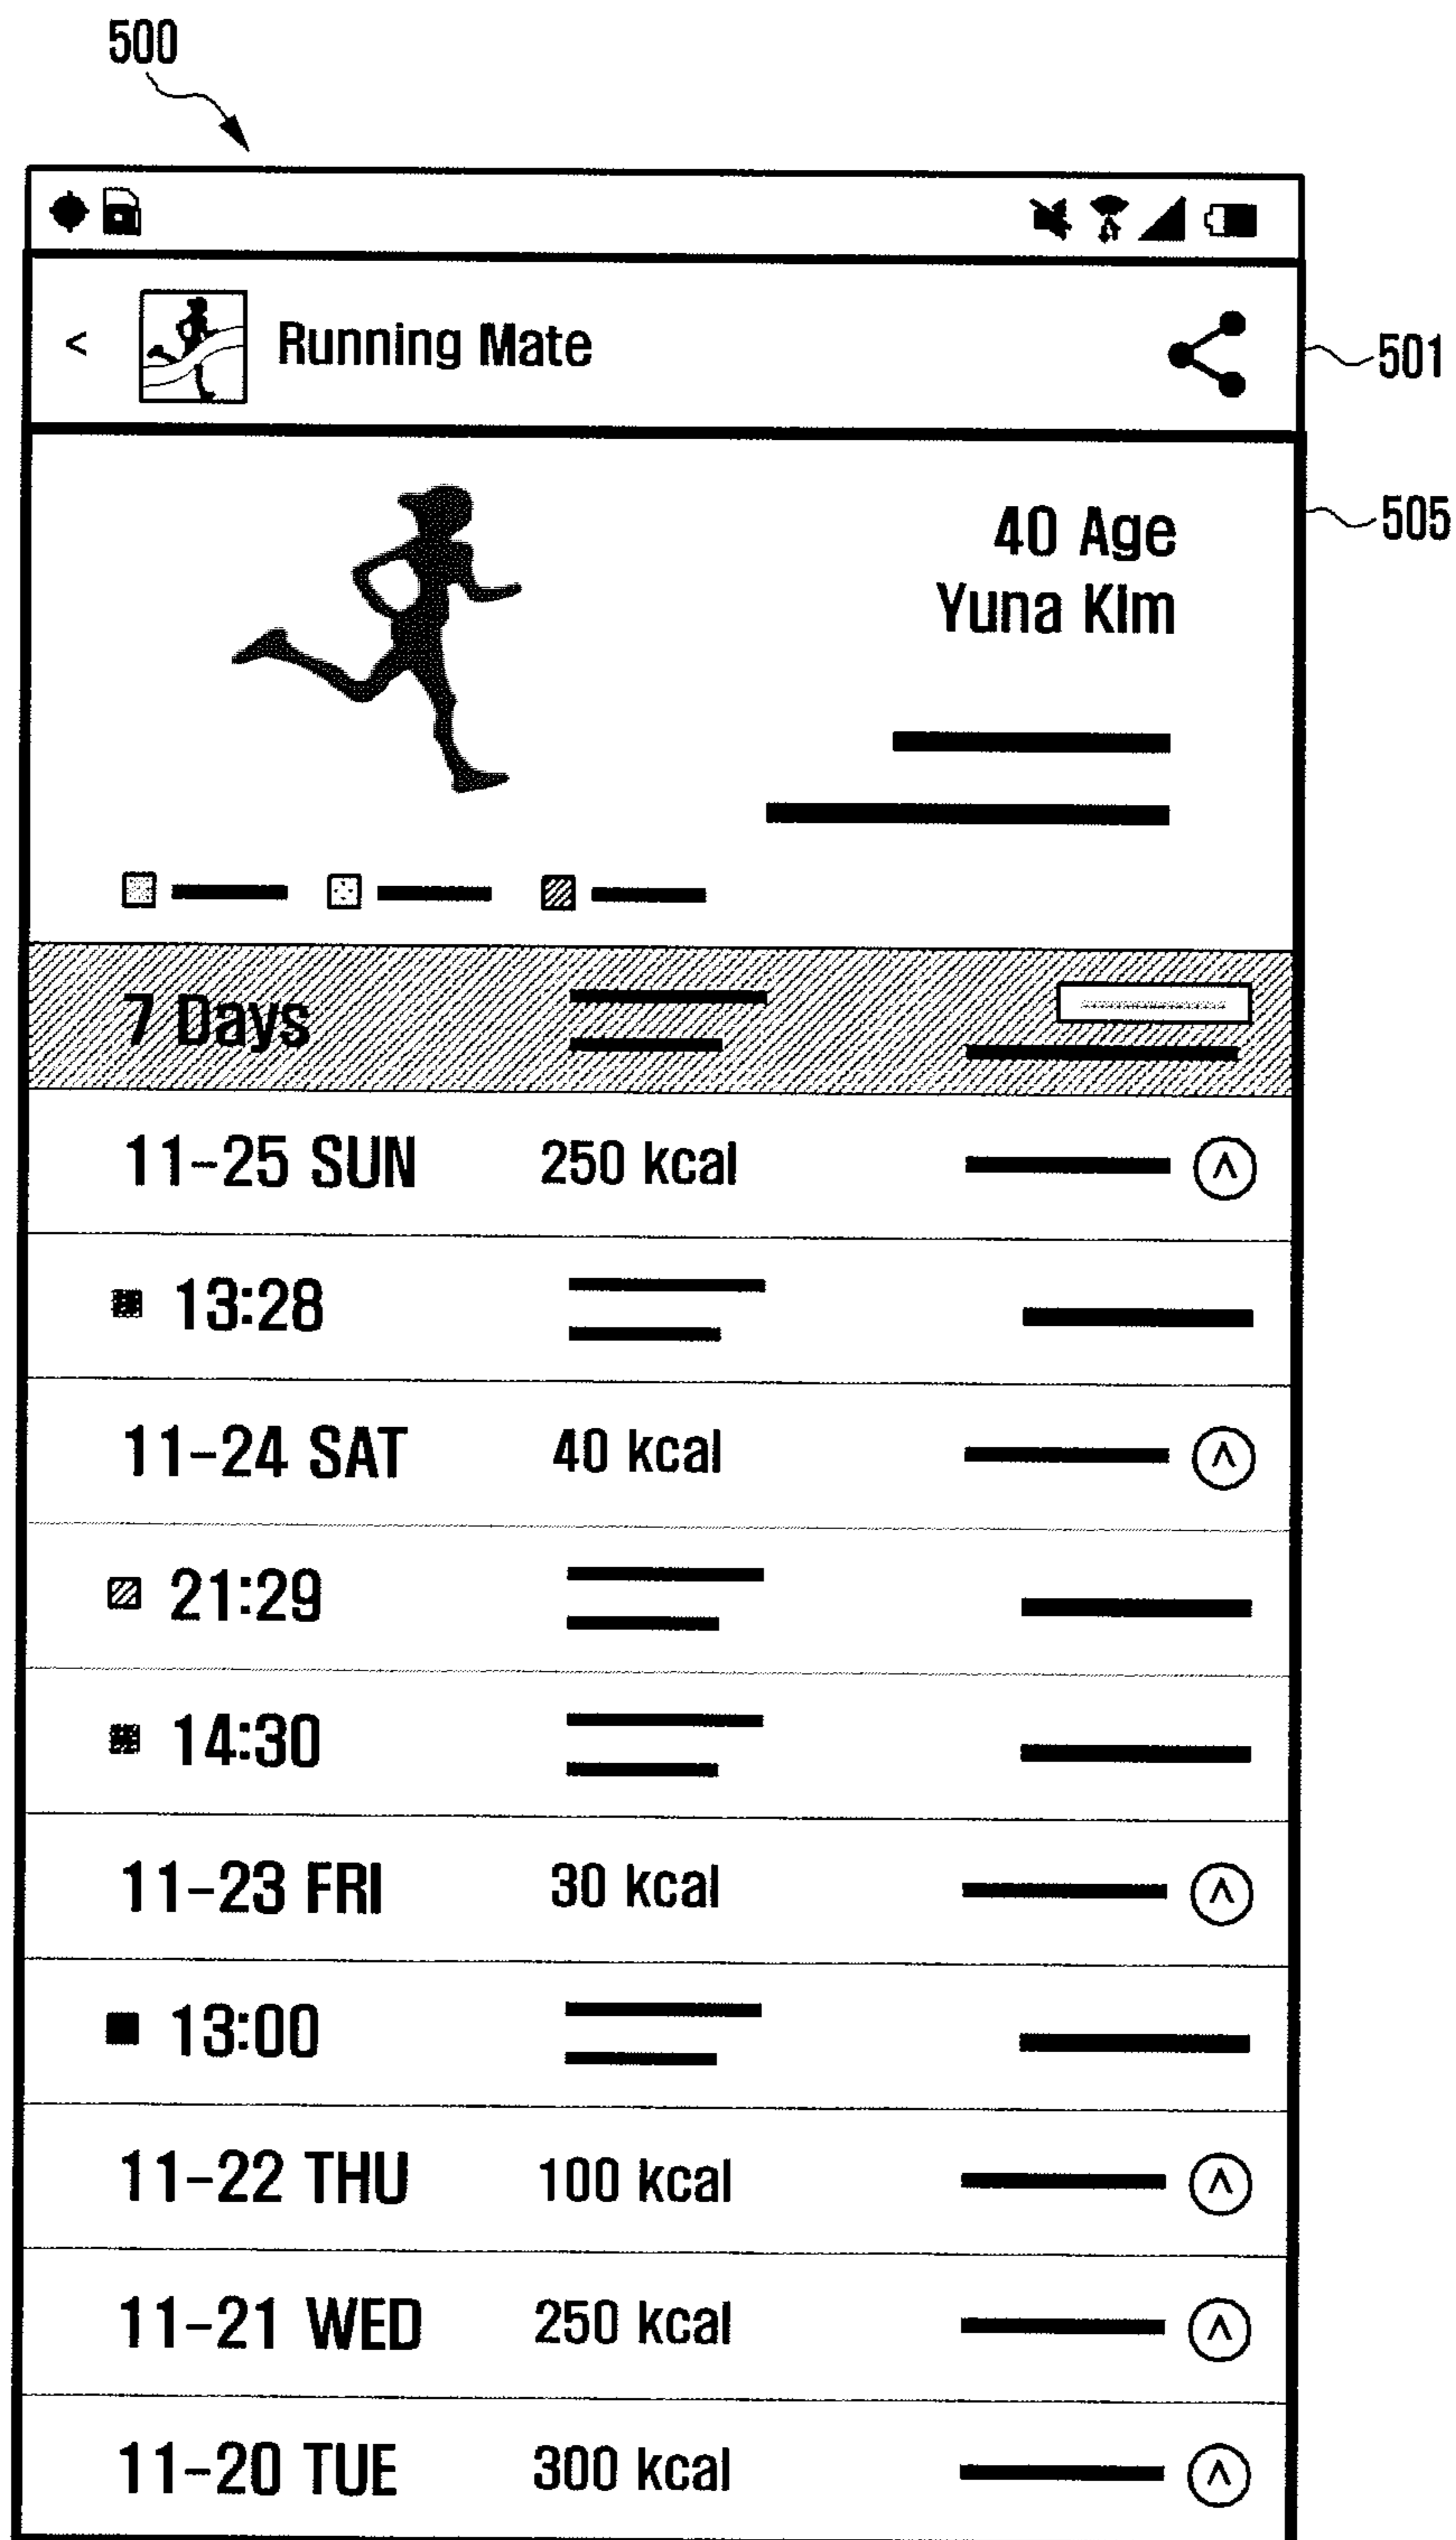 500
< Running Mate
501
505
40 Age
Yuna Kim
7 Days
11-25 SUN 250 kcal
13:28
11-24 SAT 40 kcal
21:29
14:30
11-23 FRI 30 kcal
13:00
11-22 THU 100 kcal
11-21 WED 250 kcal
11-20 TUE 300 kcal